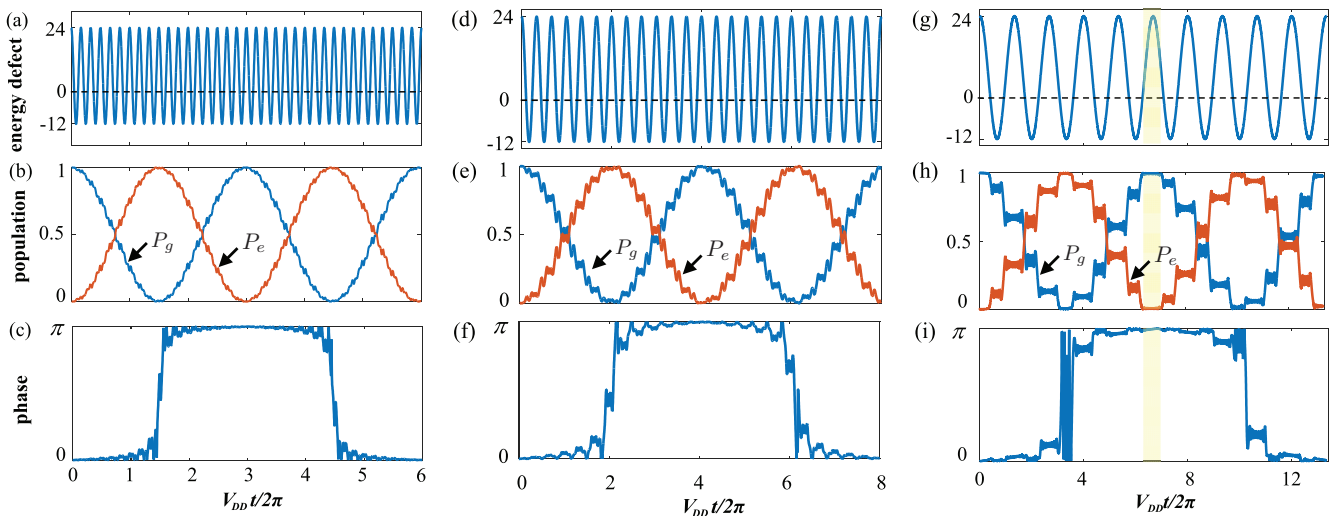 (a)
energy defect
24
0
-12
(b)
population
1
0.5
0
P_g
P_e
(c)
phase
π
0
0 1 2 3 4 5 6
V_DD t/2π
(d)
24
0
-12
(e)
1
0.5
0
P_g
P_e
(f)
π
0
0 2 4 6 8
V_DD t/2π
(g)
24
0
-12
(h)
1
0.5
0
P_g
P_e
(i)
π
0
0 4 8 12
V_DD t/2π